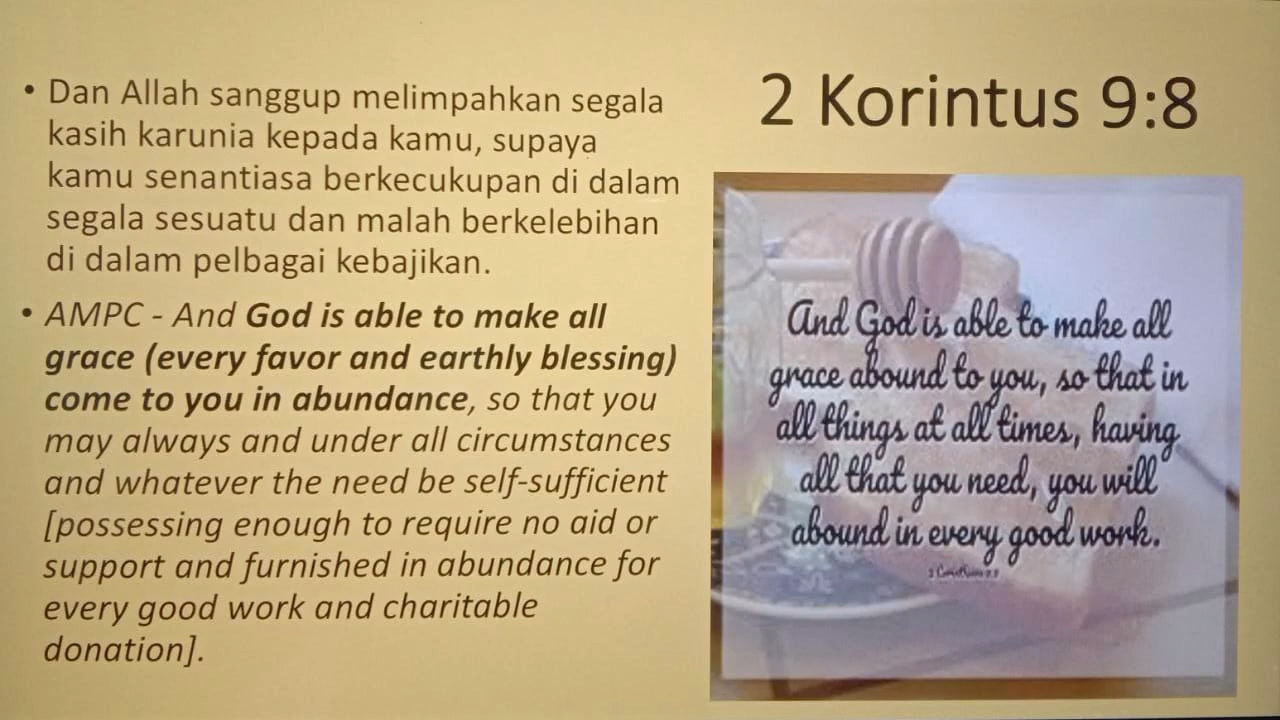 • Dan Allah sanggup melimpahkan segala
kasih karunia kepada kamu, supaya
kamu senantiasa berkecukupan di dalam
segala sesuatu dan malah berkelebihan
di dalam pelbagai kebajikan.
• AMPC - And God is able to make all
grace (every favor and earthly blessing)
come to you in abundance, so that you
may always and under all circumstances
and whatever the need be self-sufficient
[possessing enough to require no aid or
support and furnished in abundance for
every good work and charitable
donation].
2 Korintus 9:8
And God is able to make all
grace abound to you, so that in
all things at all times, having
all that you need, you will
abound in every good work.
2 Corinthians 9:8